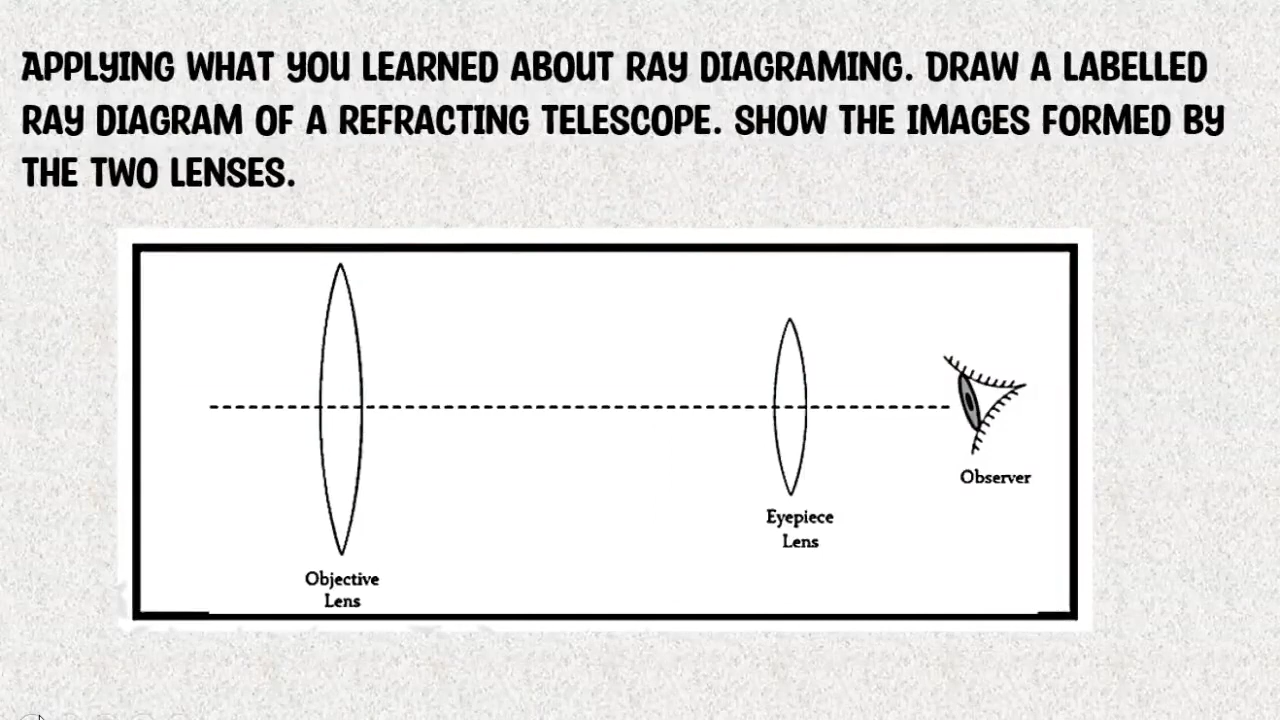 APPLYING WHAT YOU LEARNED ABOUT RAY DIAGRAMING. DRAW A LABELLED
RAY DIAGRAM OF A REFRACTING TELESCOPE. SHOW THE IMAGES FORMED BY
THE TWO LENSES.
Observer
Eyepiece
Lens
Objective
Lens